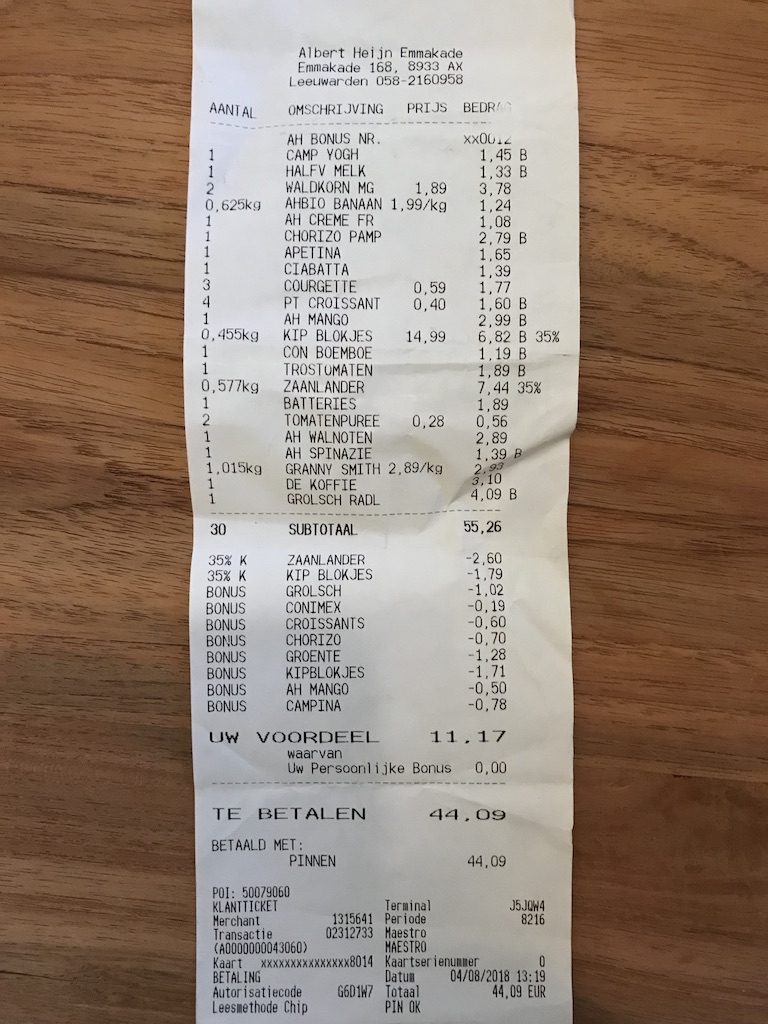 Albert Heijn Emmakade
Emmakade 168, 8933 AX
Leeuwarden 058-2160958
AANTAL OMSCHRIJVING PRIJS BEDRAG
AH BONUS NR. xx0012
1 CAMP YOGH 1,45 B
1 HALFV MELK 1,33 B
2 WALDKORN MG 1,89 3,78
0,625kg AHBIO BANAAN 1,99/kg 1,24
1 AH CREME FR 1,08
1 CHORIZO PAMP 2,79 B
1 APETINA 1,65
1 CIABATTA 1,39
3 COURGETTE 0,59 1,77
4 PT CROISSANT 0,40 1,60 B
1 AH MANGO 2,99 B
0,455kg KIP BLOKJES 14,99 6,82 B 35%
1 CON BOEMBOE 1,19 B
1 TROSTOMATEN 1,89 B
0,577kg ZAANLANDER 7,44 35%
1 BATTERIES 1,89
2 TOMATENPUREE 0,28 0,56
1 AH WALNOTEN 2,89
1 AH SPINAZIE 1,39 B
1,015kg GRANNY SMITH 2,89/kg 2,93
1 DE KOFFIE 3,10
1 GROLSCH RADL 4,09 B
30 SUBTOTAAL 55,26
35% K ZAANLANDER -2,60
35% K KIP BLOKJES -1,79
BONUS GROLSCH -1,02
BONUS CONIMEX -0,19
BONUS CROISSANTS -0,60
BONUS CHORIZO -0,70
BONUS GROENTE -1,28
BONUS KIPBLOKJES -1,71
BONUS AH MANGO -0,50
BONUS CAMPINA -0,78
UW VOORDEEL 11,17
waarvan
Uw Persoonlijke Bonus 0,00
TE BETALEN 44,09
BETAALD MET:
PINNEN 44,09
POI: 50079060
KLANTTICKET Terminal J5JQW4
Merchant 1315641 Periode 8216
Transactie 02312733 Maestro
(A0000000043060) MAESTRO
Kaart xxxxxxxxxxxxxxx8014 Kaartserienummer 0
BETALING Datum 04/08/2018 13:19
Autorisatiecode G6D1W7 Totaal 44,09 EUR
Leesmethode Chip PIN OK